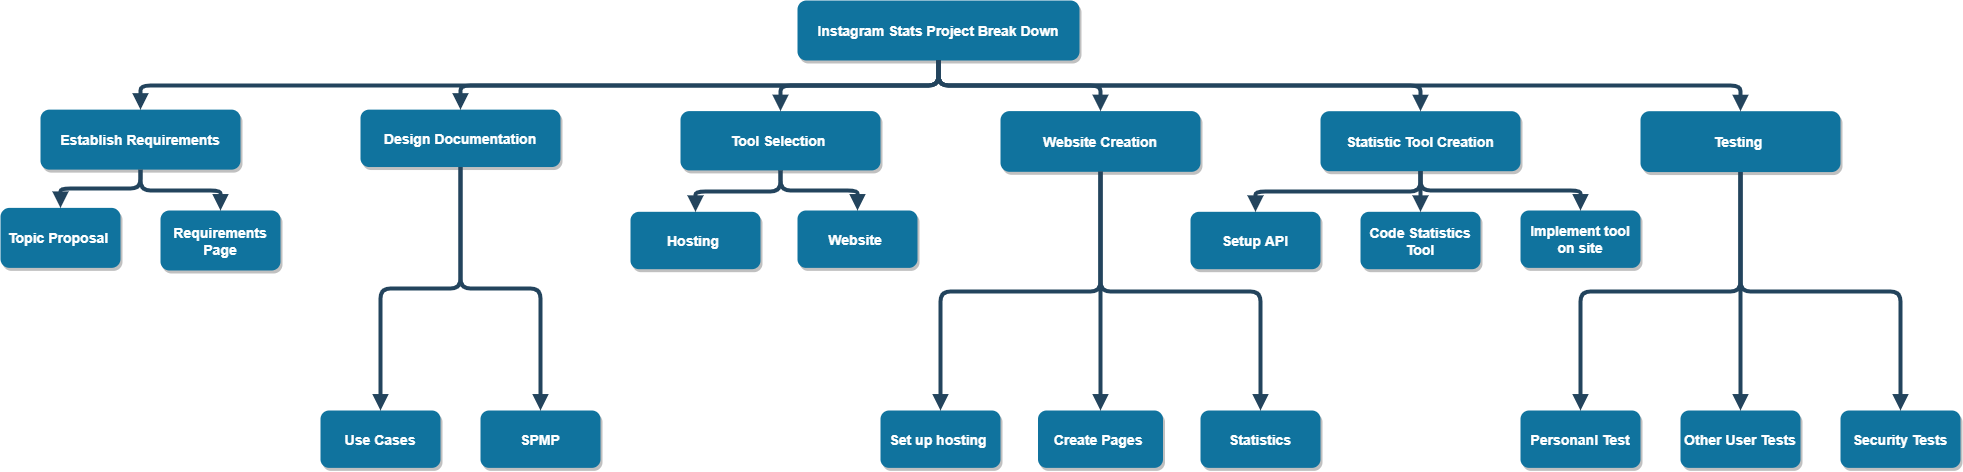 Instagram Stats Project Break Down
Establish Requirements
Design Documentation
Tool Selection
Website Creation
Statistic Tool Creation
Testing
Topic Proposal
Requirements
Page
Hosting
Website
Setup API
Code Statistics
Tool
Implement tool
on site
Use Cases
SPMP
Set up hosting
Create Pages
Statistics
Personanl Test
Other User Tests
Security Tests